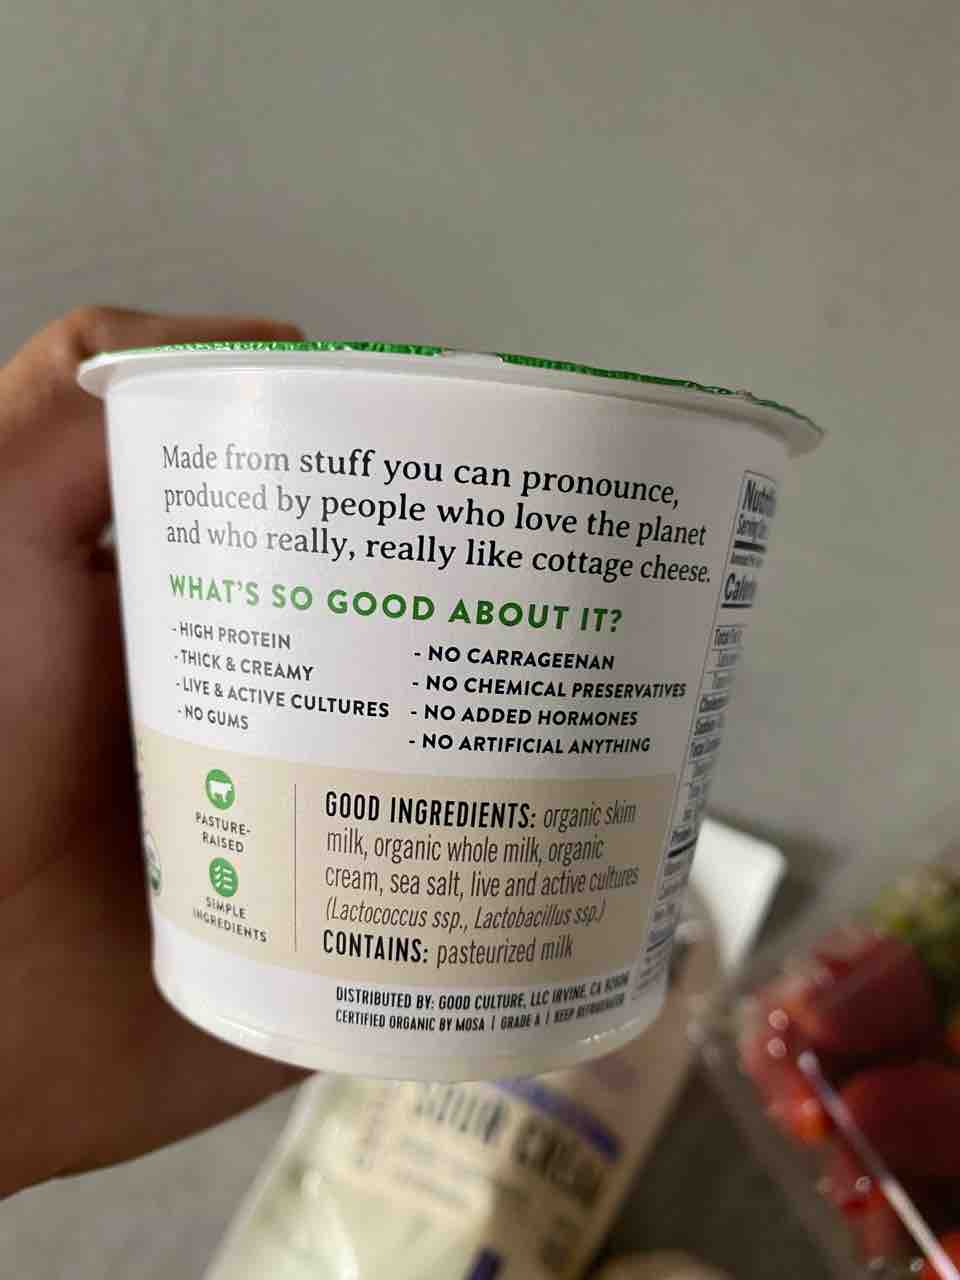 Made from stuff you can pronounce,
produced by people who love the planet
and who really, really like cottage cheese.
WHAT'S SO GOOD ABOUT IT?
- HIGH PROTEIN
- THICK & CREAMY
- LIVE & ACTIVE CULTURES
- NO GUMS
- NO CARRAGEENAN
- NO CHEMICAL PRESERVATIVES
- NO ADDED HORMONES
- NO ARTIFICIAL ANYTHING
PASTURE-
RAISED
SIMPLE
INGREDIENTS
GOOD INGREDIENTS: organic skim
milk, organic whole milk, organic
cream, sea salt, live and active cultures
(Lactococcus ssp., Lactobacillus ssp.)
CONTAINS: pasteurized milk
DISTRIBUTED BY: GOOD CULTURE, LLC IRVINE, CA
CERTIFIED ORGANIC BY MOSA | GRADE A | KEEP REFRIGERATED
SOUR CREAM